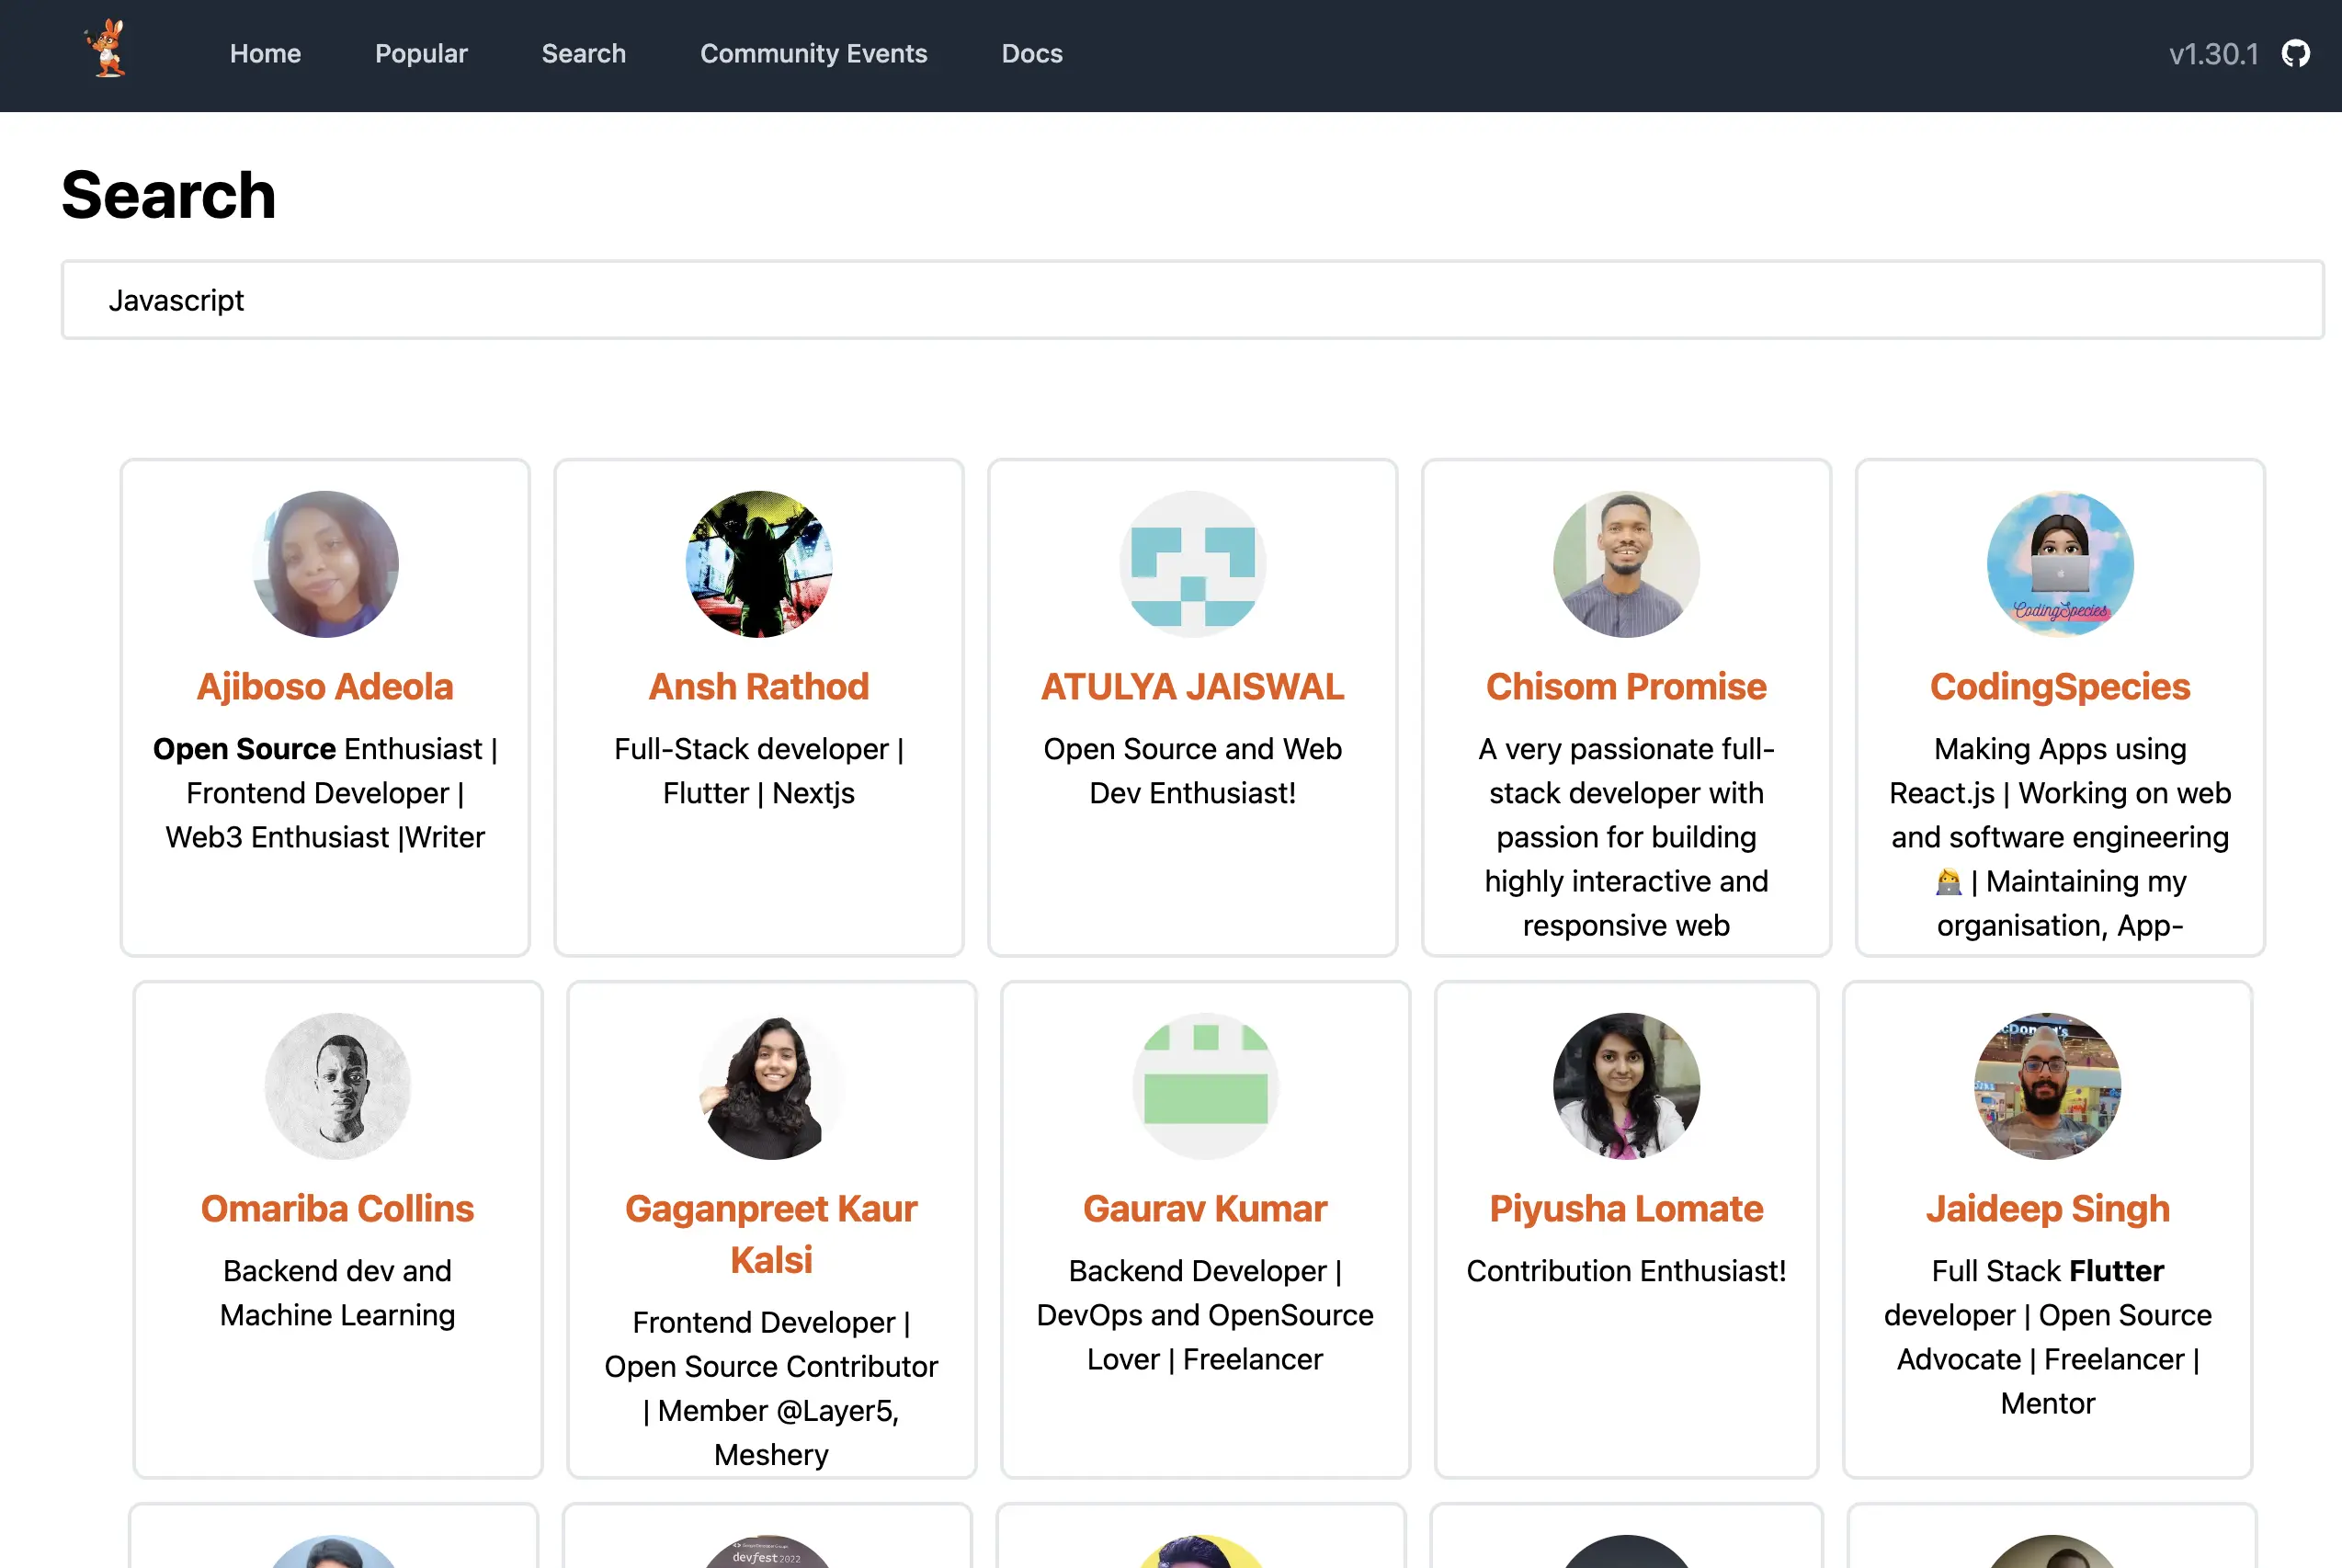 Home Popular Search Community Events Docs v1.30.1
Search
Javascript
CodingSpecies
Ajiboso Adeola
Open Source Enthusiast |
Frontend Developer |
Web3 Enthusiast |Writer
Ansh Rathod
Full-Stack developer |
Flutter | Nextjs
ATULYA JAISWAL
Open Source and Web
Dev Enthusiast!
Chisom Promise
A very passionate full-
stack developer with
passion for building
highly interactive and
responsive web
CodingSpecies
Making Apps using
React.js | Working on web
and software engineering
👩‍💻 | Maintaining my
organisation, App-
Omariba Collins
Backend dev and
Machine Learning
Gaganpreet Kaur
Kalsi
Frontend Developer |
Open Source Contributor
| Member @Layer5,
Meshery
Gaurav Kumar
Backend Developer |
DevOps and OpenSource
Lover | Freelancer
Piyusha Lomate
Contribution Enthusiast!
Jaideep Singh
Full Stack Flutter
developer | Open Source
Advocate | Freelancer |
Mentor
devfest 2022